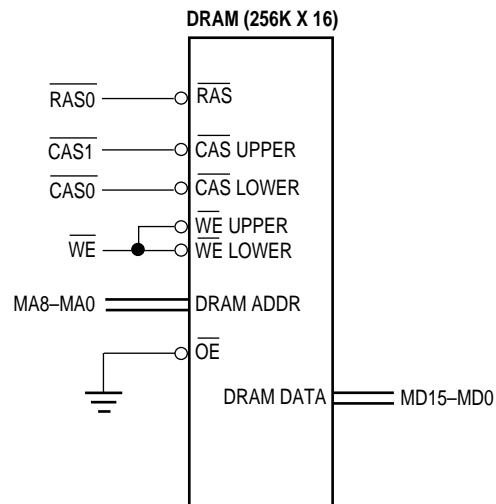 DRAM (256K X 16)
RAS0 RAS
CAS1 CAS UPPER
CAS0 CAS LOWER
WE UPPER
WE WE LOWER
MA8–MA0 DRAM ADDR
OE
DRAM DATA MD15–MD0